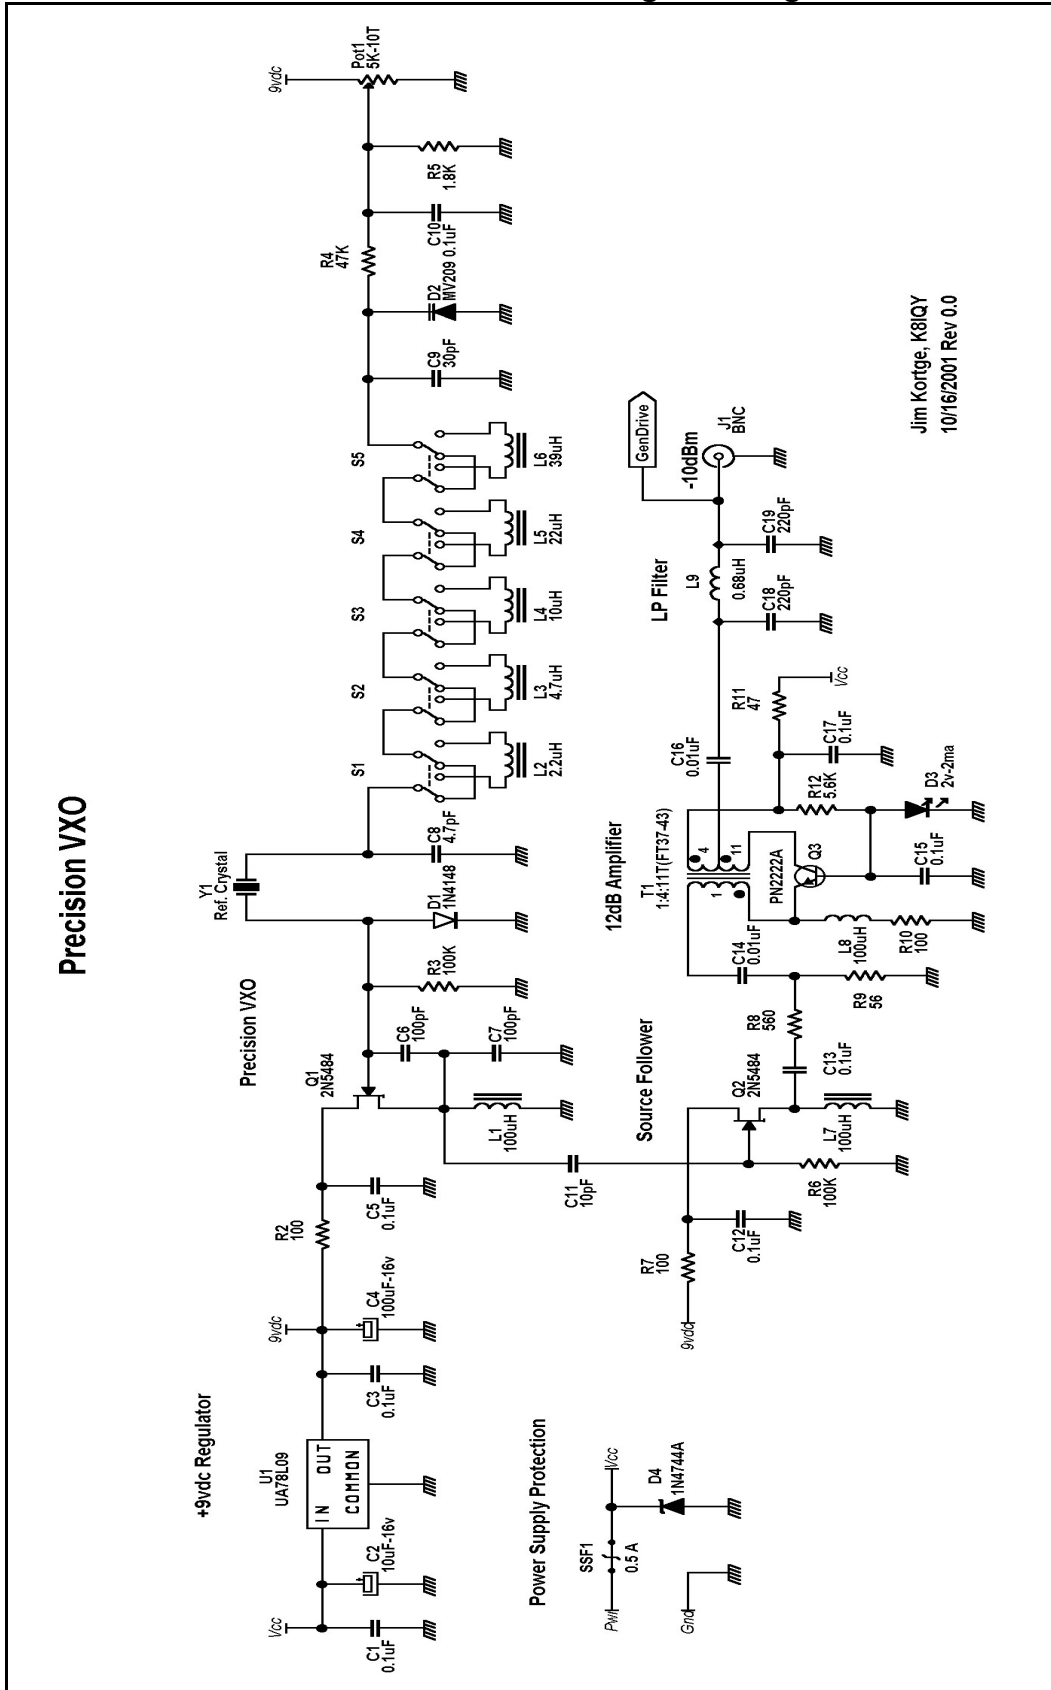 Precision VXO
+9vdc Regulator
Vcc
C1
0.1uF
C2
10uF-16v
U1
UA78L09
IN OUT
COMMON
C3
0.1uF
9vdc
C4
100uF-16v
R2
100
C5
0.1uF
Precision VXO
Q1
2N5484
L1
100uH
C6
100pF
C7
100pF
R3
100K
D1
1N4148
Y1
Ref. Crystal
C8
4.7pF
S1
L2
2.2uH
S2
L3
4.7uH
S3
L4
10uH
S4
L5
22uH
S5
L6
39uH
C9
30pF
D2
MV209
R4
47K
C10
0.1uF
R5
1.8K
9vdc
Pot1
5K-10T
Power Supply Protection
Pwr
SSF1
0.5 A
Vcc
D4
1N4744A
Gnd
Source Follower
9vdc
R7
100
C12
0.1uF
C11
10pF
R6
100K
Q2
2N5484
L7
100uH
C13
0.1uF
R8
560
R9
56
12dB Amplifier
C14
0.01uF
T1
1:4:11T(FT37-43)
1
4
11
PN2222A
Q3
L8
100uH
R10
100
C15
0.1uF
D3
2v-2ma
R12
5.6K
C17
0.1uF
R11
47
Vcc
C16
0.01uF
LP Filter
C18
220pF
L9
0.68uH
C19
220pF
-10dBm
GenDrive
J1
BNC
Jim Kortge, K8IQY
10/16/2001 Rev 0.0